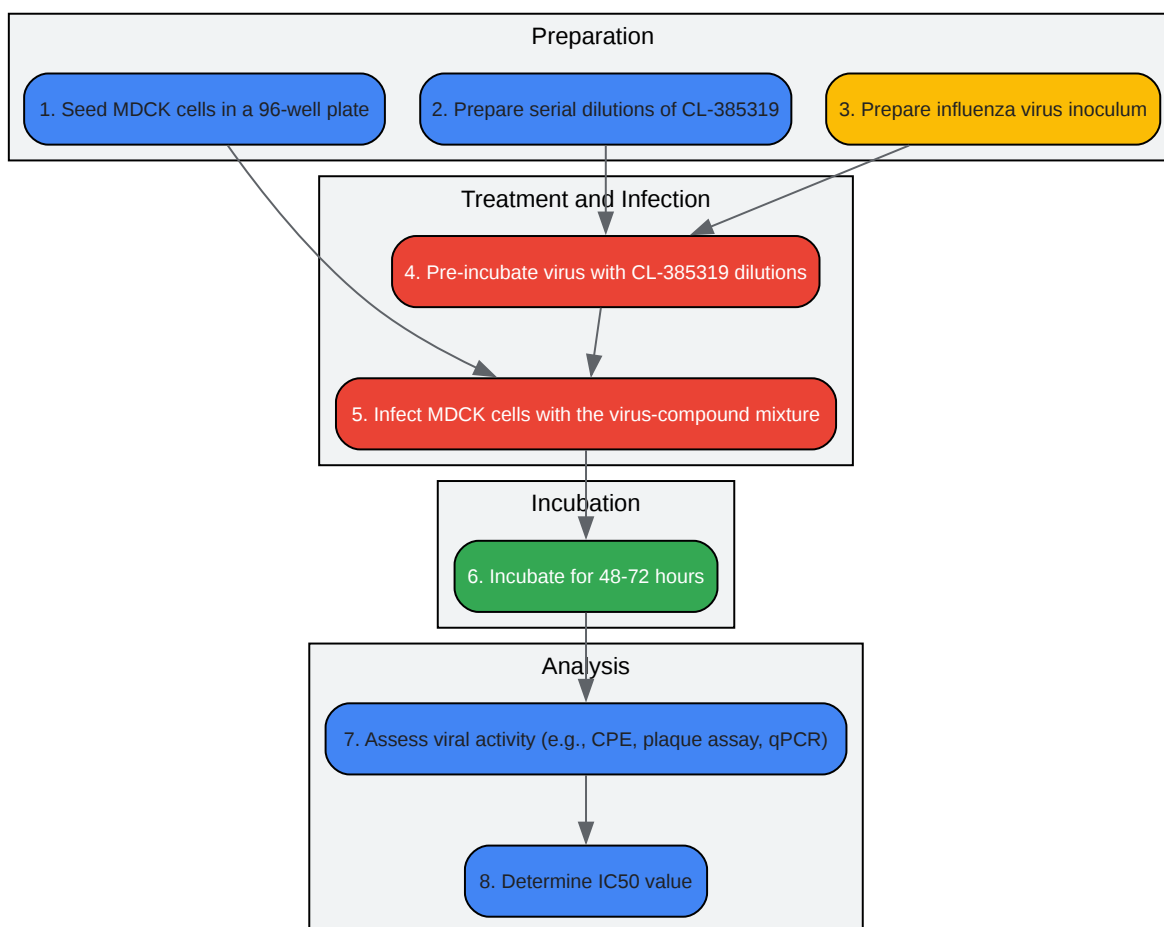 Preparation
1. Seed MDCK cells in a 96-well plate
2. Prepare serial dilutions of CL-385319
3. Prepare influenza virus inoculum
Treatment and Infection
4. Pre-incubate virus with CL-385319 dilutions
5. Infect MDCK cells with the virus-compound mixture
Incubation
6. Incubate for 48-72 hours
Analysis
7. Assess viral activity (e.g., CPE, plaque assay, qPCR)
8. Determine IC50 value